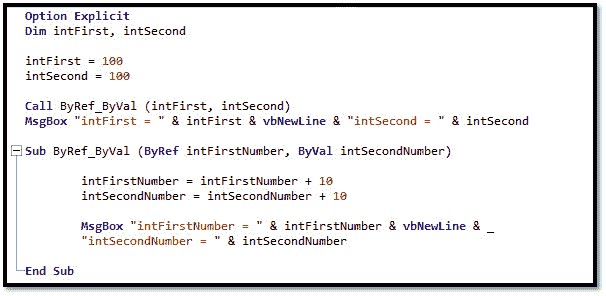 Option Explicit
Dim intFirst, intSecond
intFirst = 100
intSecond = 100
Call ByRef_ByVal (intFirst, intSecond)
MsgBox "intFirst = " & intFirst & vbNewLine & "intSecond = " & intSecond
Sub ByRef_ByVal (ByRef intFirstNumber, ByVal intSecondNumber)
intFirstNumber = intFirstNumber + 10
intSecondNumber = intSecondNumber + 10
MsgBox "intFirstNumber = " & intFirstNumber & vbNewLine & _
"intSecondNumber = " & intSecondNumber
End Sub